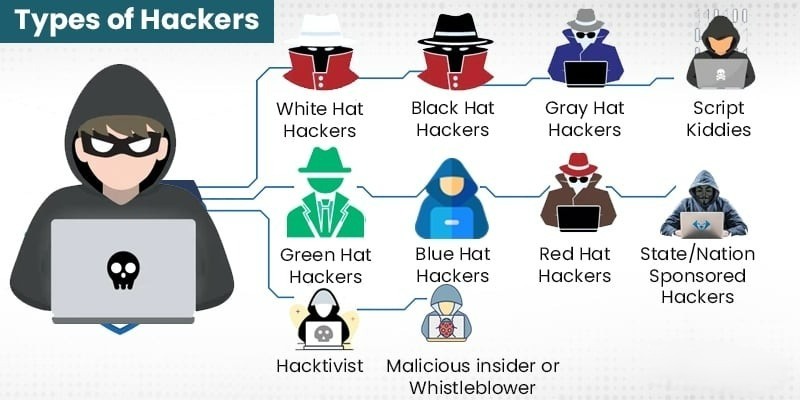 Types of Hackers
White Hat
Hackers
Black Hat
Hackers
Gray Hat
Hackers
Script
Kiddies
Green Hat
Hackers
Blue Hat
Hackers
Red Hat
Hackers
State/Nation
Sponsored
Hackers
Hacktivist
Malicious insider or
Whistleblower